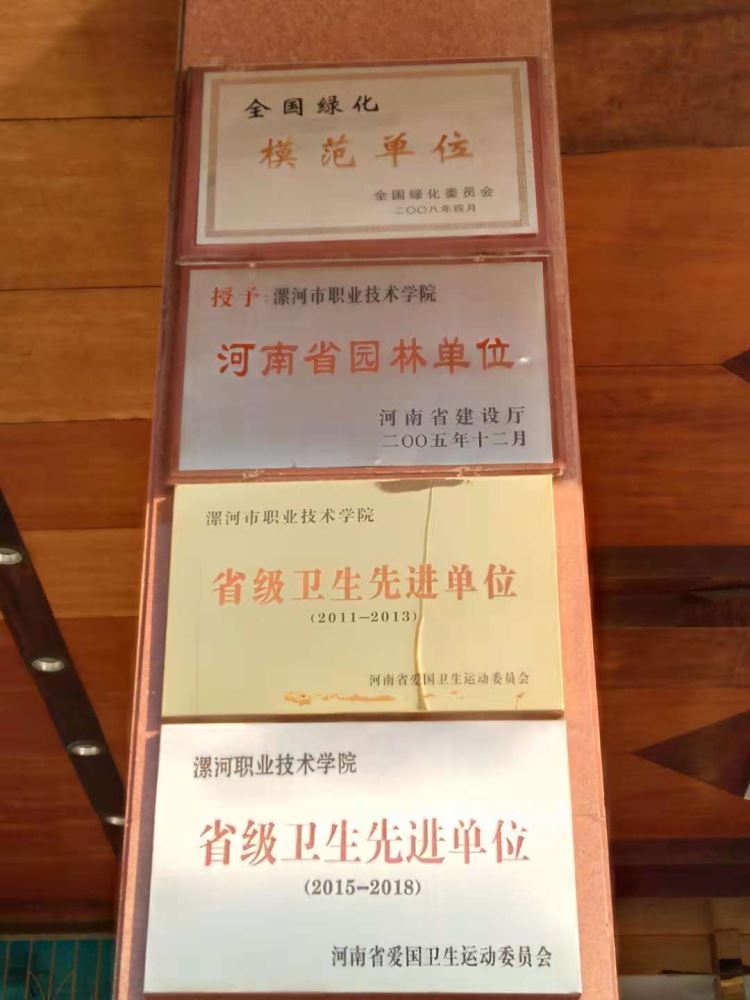 全国绿化
模范单位
全国绿化委员会
二〇〇八年四月
授予:漯河市职业技术学院
河南省园林单位
河南省建设厅
二〇〇五年十二月
漯河市职业技术学院
省级卫生先进单位
(2011—2013)
河南省爱国卫生运动委员会
漯河职业技术学院
省级卫生先进单位
(2015—2018)
河南省爱国卫生运动委员会